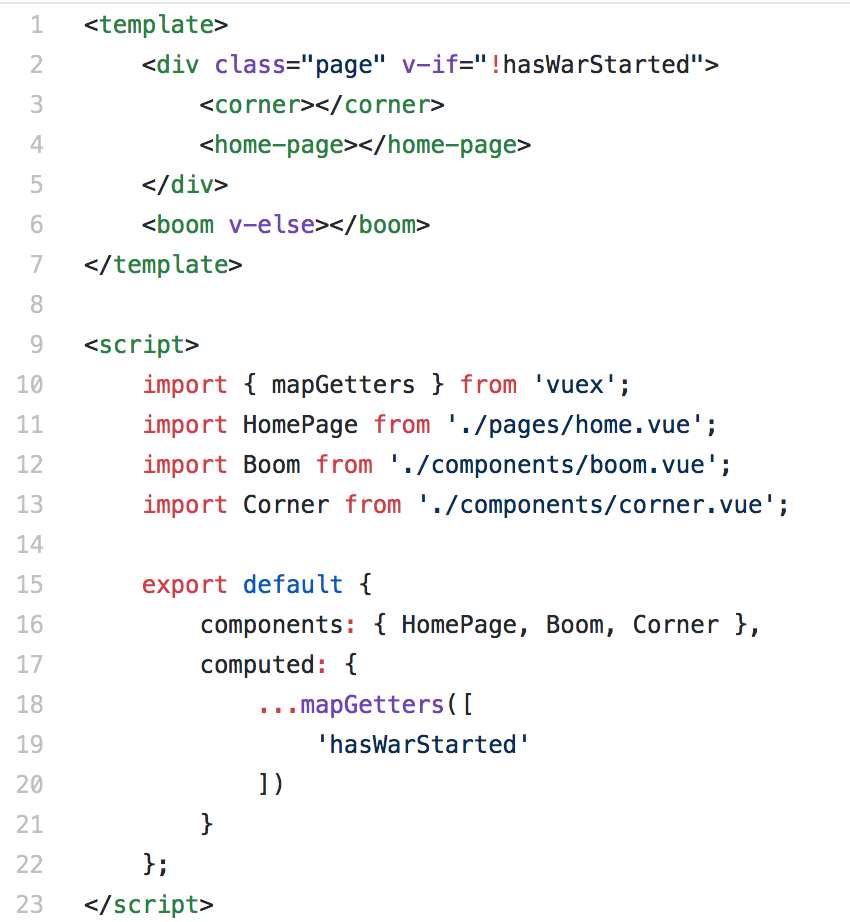 1 <template>
2     <div class="page" v-if="!hasWarStarted">
3         <corner></corner>
4         <home-page></home-page>
5     </div>
6     <boom v-else></boom>
7 </template>
8
9 <script>
10     import { mapGetters } from 'vuex';
11     import HomePage from './pages/home.vue';
12     import Boom from './components/boom.vue';
13     import Corner from './components/corner.vue';
14
15     export default {
16         components: { HomePage, Boom, Corner },
17         computed: {
18             ...mapGetters([
19                 'hasWarStarted'
20             ])
21         }
22     };
23 </script>